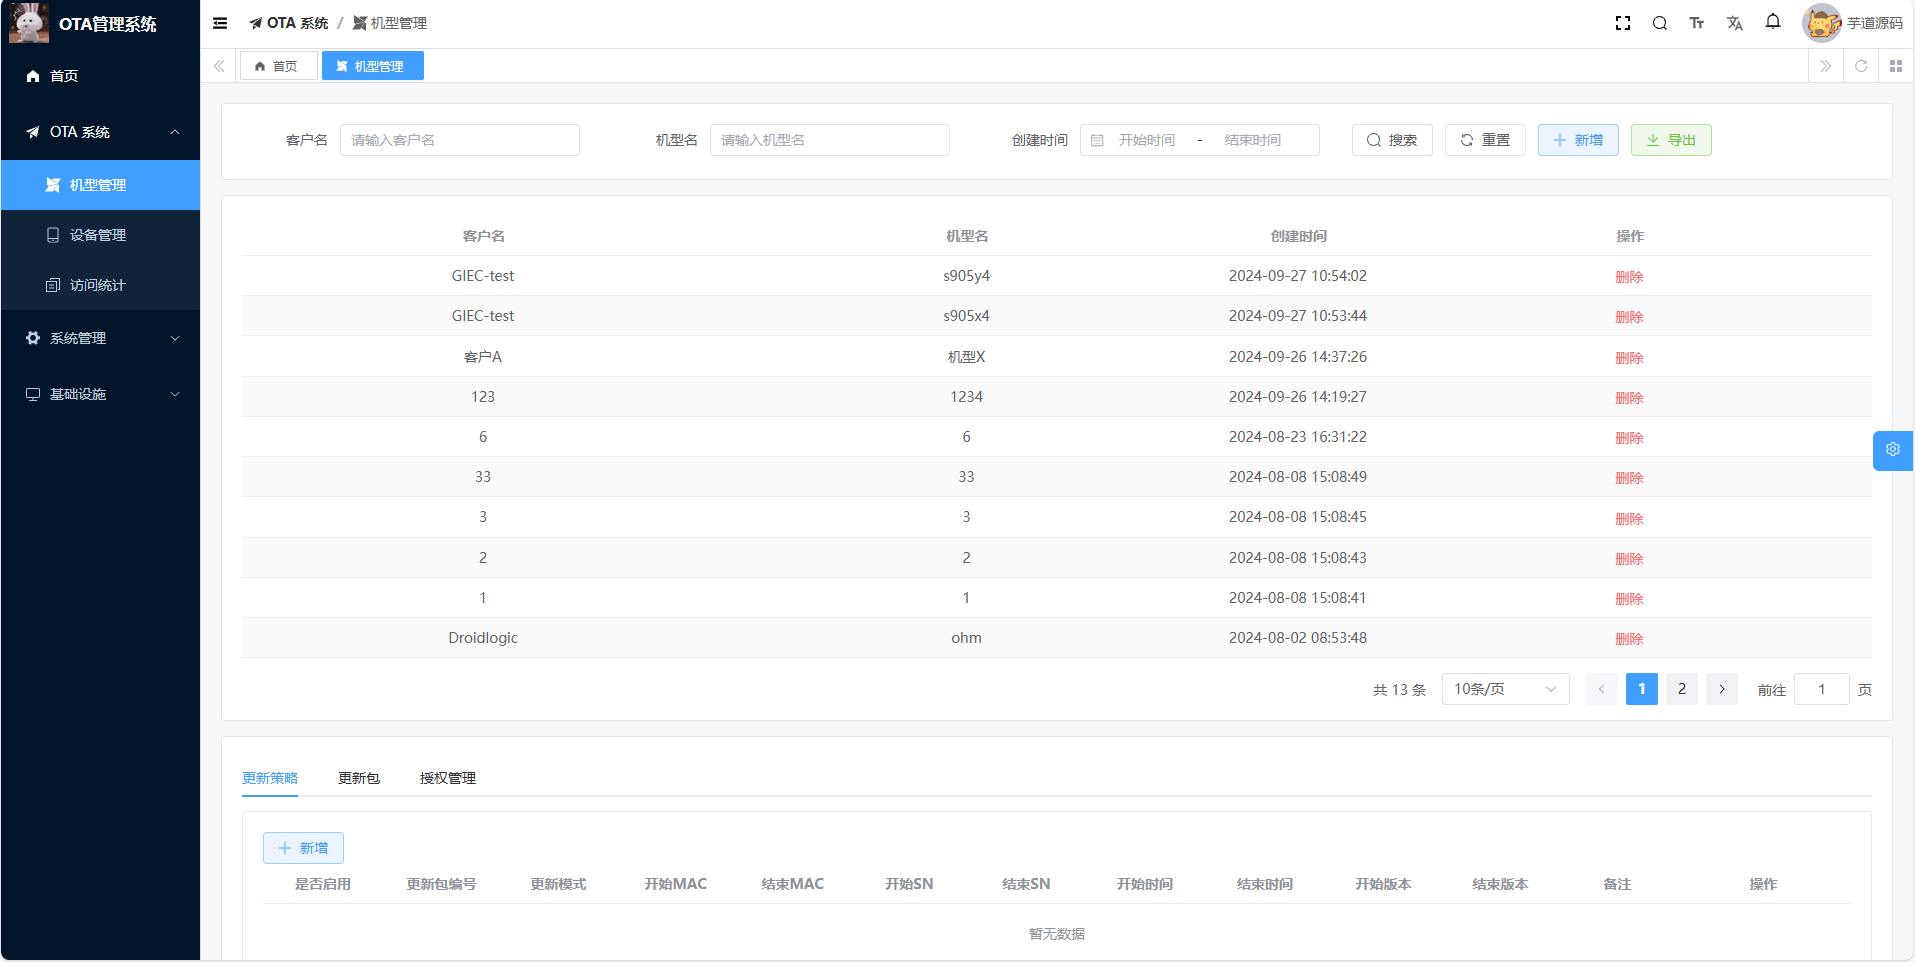 OTA管理系统
首页
OTA 系统
机型管理
设备管理
访问统计
系统管理
基础设施
OTA 系统 / 机型管理
芋道源码
首页
机型管理
客户名 请输入客户名 机型名 请输入机型名 创建时间 开始时间 - 结束时间 搜索 重置 新增 导出
客户名 机型名 创建时间 操作
GIEC-test s905y4 2024-09-27 10:54:02 删除
GIEC-test s905x4 2024-09-27 10:53:44 删除
客户A 机型X 2024-09-26 14:37:26 删除
123 1234 2024-09-26 14:19:27 删除
6 6 2024-08-23 16:31:22 删除
33 33 2024-08-08 15:08:49 删除
3 3 2024-08-08 15:08:45 删除
2 2 2024-08-08 15:08:43 删除
1 1 2024-08-08 15:08:41 删除
Droidlogic ohm 2024-08-02 08:53:48 删除
共 13 条 10条/页 1 2 前往 1 页
更新策略 更新包 授权管理
新增
是否启用 更新包编号 更新模式 开始MAC 结束MAC 开始SN 结束SN 开始时间 结束时间 开始版本 结束版本 备注 操作
暂无数据